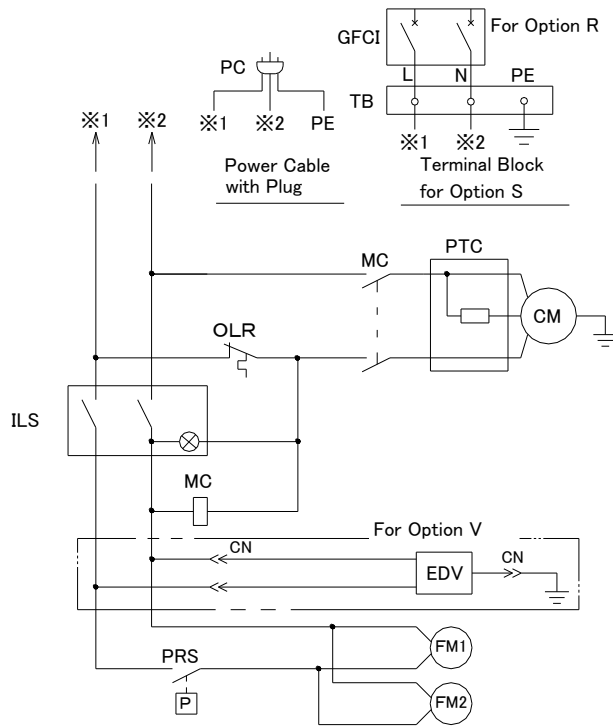 GFCI
For Option R
PC
L
N
PE
TB
※1
※2
※1
※2
PE
※1
※2
Power Cable
with Plug
Terminal Block
for Option S
MC
PTC
CM
OLR
ILS
MC
For Option V
CN
EDV
CN
PRS
P
FM1
FM2